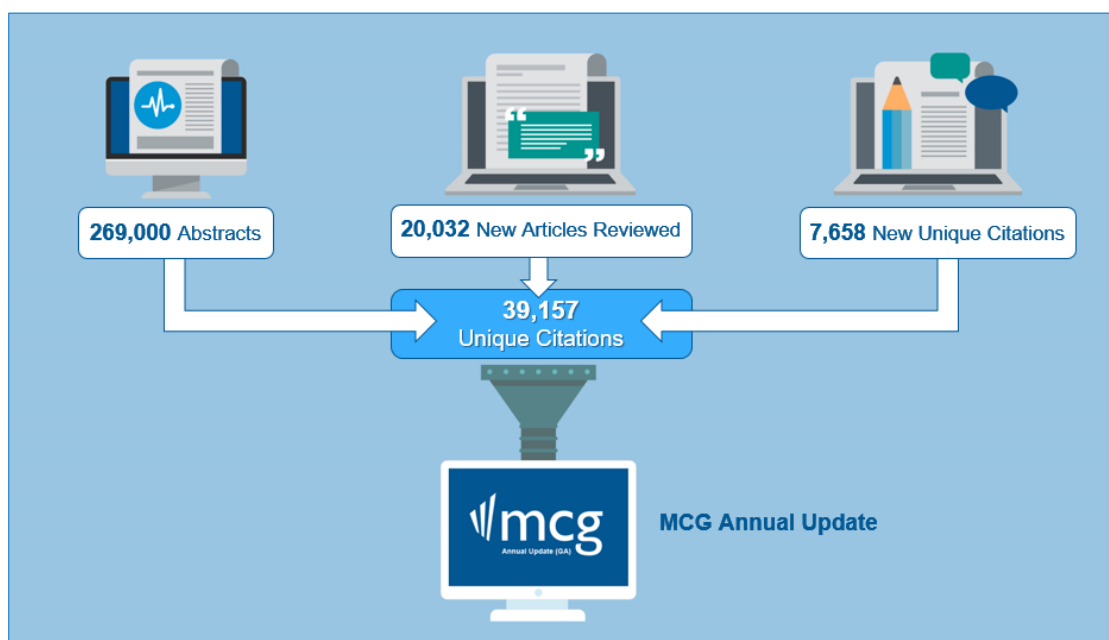 269,000 Abstracts
20,032 New Articles Reviewed
7,658 New Unique Citations
39,157
Unique Citations
mcg
Annual Update (GA)
MCG Annual Update